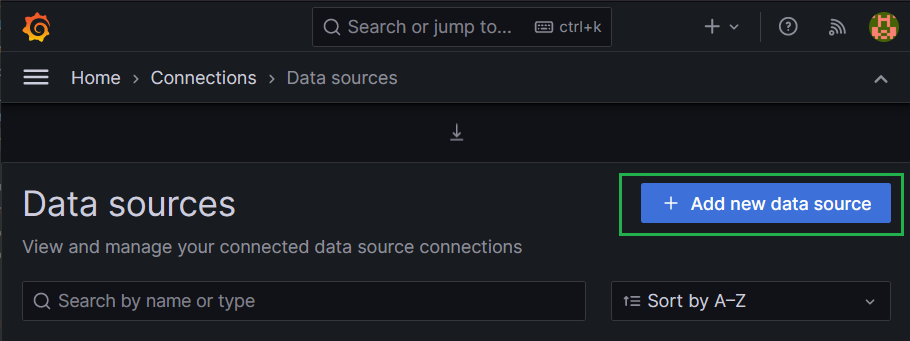 Search or jump to... ctrl+k
Home › Connections › Data sources
Data sources
+ Add new data source
View and manage your connected data source connections
Search by name or type
Sort by A–Z